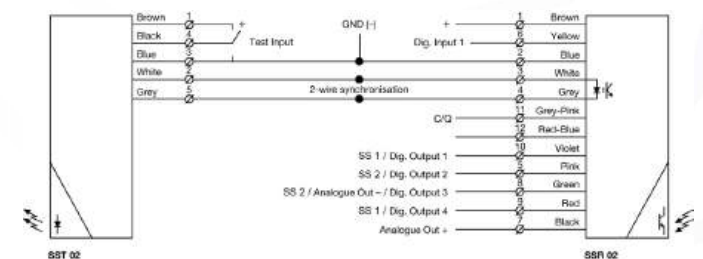 Brown 1 + GND (-) + 1 Brown
Black 4 Test Input Dig. Input 1 6 Yellow
Blue 3 2 Blue
White 2 3 White
Grey 5 2-wire synchronisation 4 Grey
C/Q 11 Grey-Pink
12 Red-Blue
SS 1 / Dig. Output 1 10 Violet
SS 2 / Dig. Output 2 5 Pink
SS 2 / Analogue Out – / Dig. Output 3 8 Green
SS 1 / Dig. Output 4 9 Red
Analogue Out + 7 Black
SST 02 SSR 02